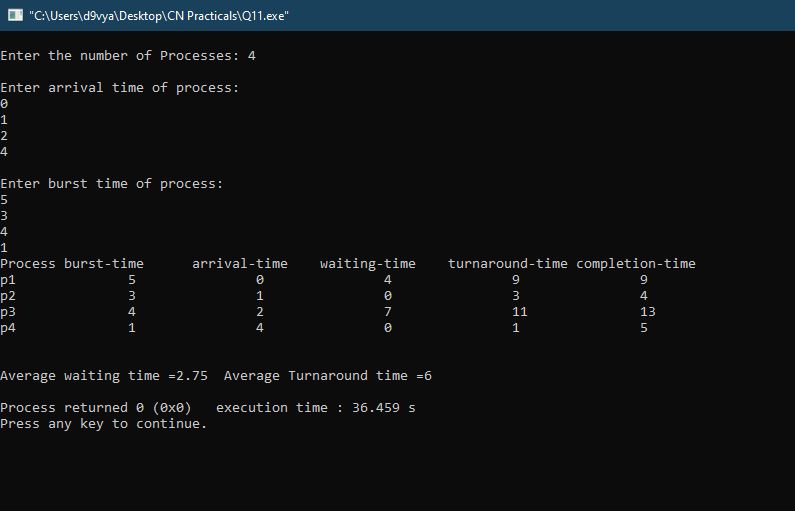 "C:\Users\d9vya\Desktop\CN Practicals\Q11.exe"
Enter the number of Processes: 4
Enter arrival time of process:
0
1
2
4
Enter burst time of process:
5
3
4
1
Process burst-time      arrival-time    waiting-time    turnaround-time completion-time
p1              5               0               4               9               9
p2              3               1               0               3               4
p3              4               2               7               11              13
p4              1               4               0               1               5
Average waiting time =2.75  Average Turnaround time =6
Process returned 0 (0x0)   execution time : 36.459 s
Press any key to continue.